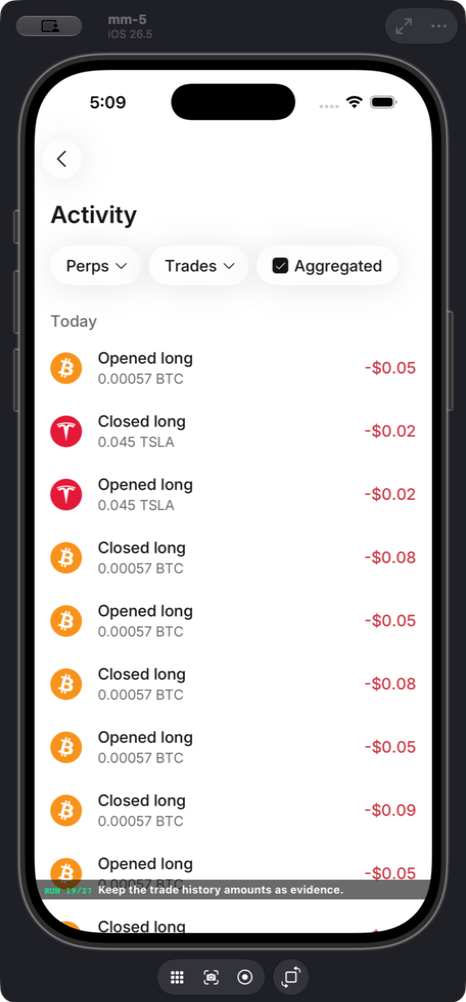 mm-5
iOS 26.5
5:09
Activity
Perps
Trades
Aggregated
Today
Opened long
-$0.05
0.00057 BTC
Closed long
-$0.02
0.045 TSLA
Opened long
-$0.02
0.045 TSLA
Closed long
-$0.08
0.00057 BTC
Opened long
-$0.05
0.00057 BTC
Closed long
-$0.08
0.00057 BTC
Opened long
-$0.05
0.00057 BTC
Closed long
-$0.09
0.00057 BTC
Opened long
-$0.05
0.00057 BTC
RUN 19/27 Keep the trade history amounts as evidence.
Closed long